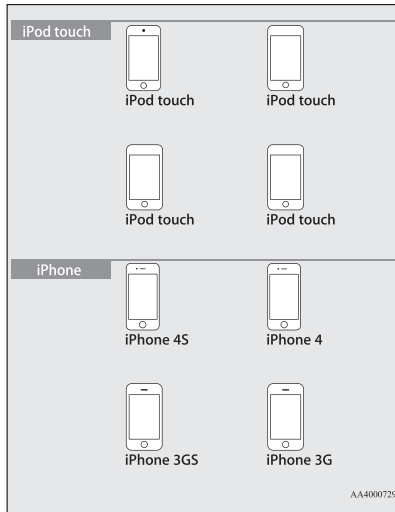 iPod touch
iPod touch iPod touch
iPod touch iPod touch
iPhone
iPhone 4S iPhone 4
iPhone 3GS iPhone 3G
AA4000729